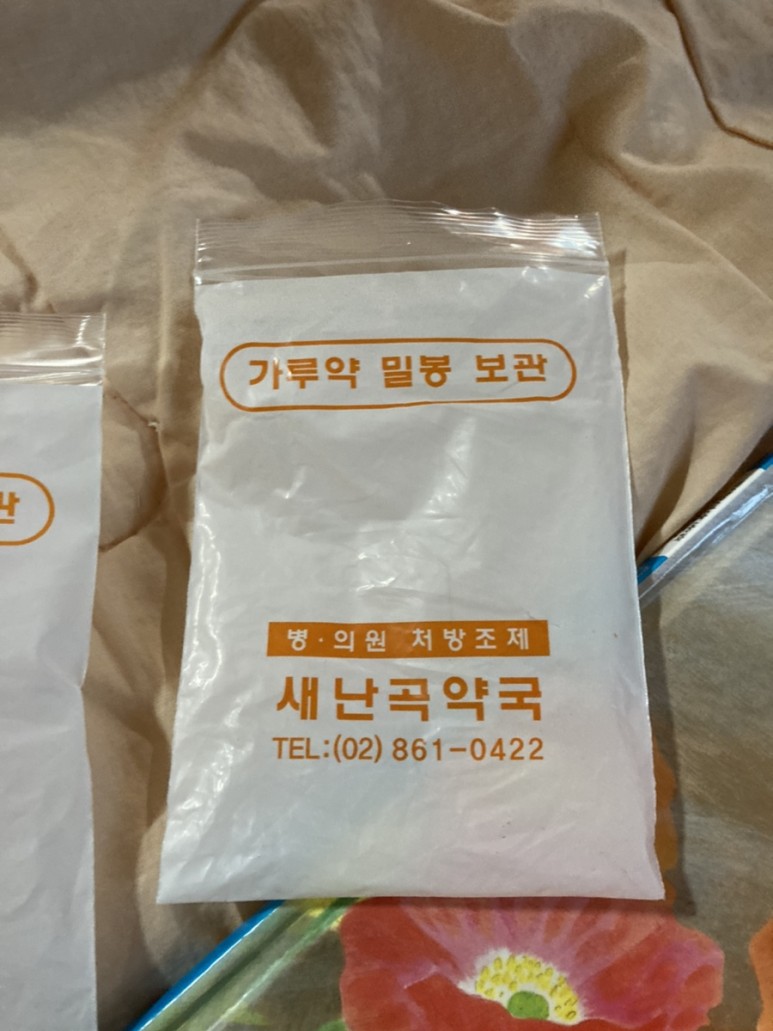 가루약 밀봉 보관
병·의원 처방조제
새난곡약국
TEL:(02) 861-0422
관